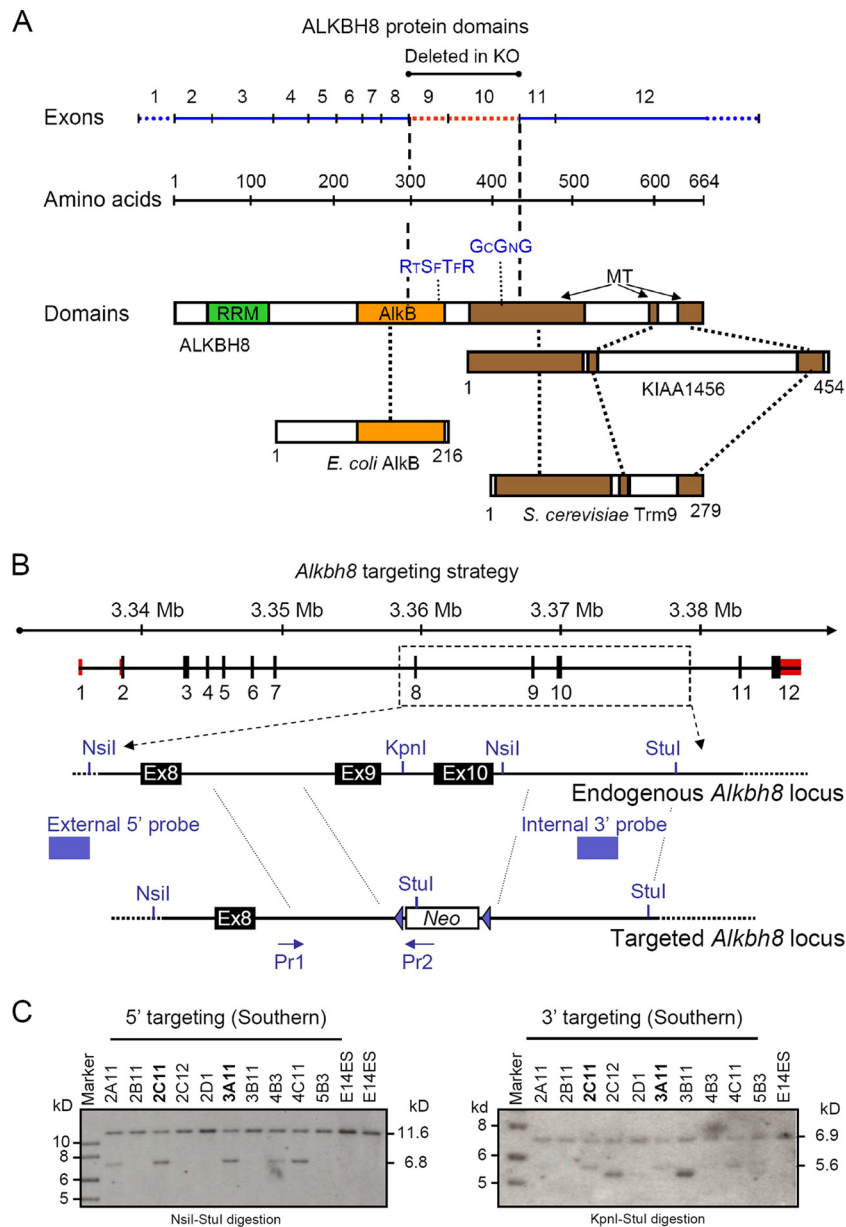 A
ALKBH8 protein domains
Deleted in KO
1 2 3 4 5 6 7 8 9 10 11 12
Exons
1 100 200 300 400 500 600 664
Amino acids
GCGNG
RTSFTFR
MT
Domains
RRM AlkB
ALKBH8
1 KIAA1456 454
1 E. coli AlkB 216
1 S. cerevisiae Trm9 279
B
Alkbh8 targeting strategy
3.34 Mb 3.35 Mb 3.36 Mb 3.37 Mb 3.38 Mb
1 2 3 4 5 6 7 8 9 10 11 12
NsiI KpnI NsiI StuI
Ex8 Ex9 Ex10
Endogenous Alkbh8 locus
External 5' probe Internal 3' probe
NsiI StuI StuI
Ex8 Neo
Targeted Alkbh8 locus
Pr1 Pr2
C
5' targeting (Southern)
Marker 2A11 2B11 2C11 2C12 2D1 3A11 3B11 4B3 4C11 5B3 E14ES E14ES
kD kD
10 8 6 5
11.6
6.8
NsiI-StuI digestion
3' targeting (Southern)
Marker 2A11 2B11 2C11 2C12 2D1 3A11 3B11 4B3 4C11 5B3 E14ES
kd kD
8 6 5
6.9
5.6
KpnI-StuI digestion